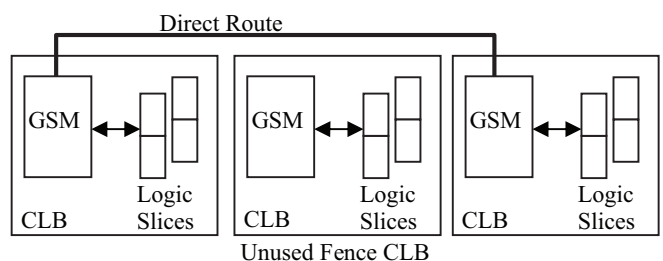 Direct Route
GSM
Logic
Slices
CLB
GSM
Logic
Slices
CLB
GSM
Logic
Slices
CLB
Unused Fence CLB